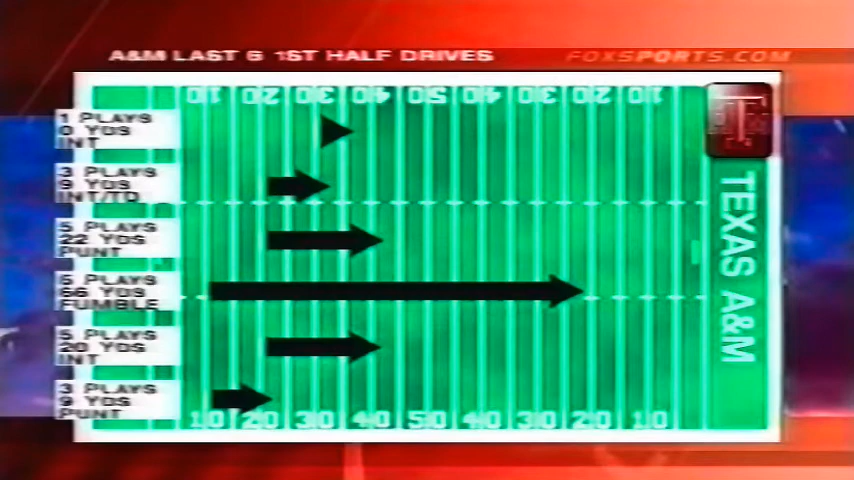 A&M LAST 6 1ST HALF DRIVES
FOXSPORTS.COM
10 20 30 40 50 40 30 20 10
1 PLAYS
0 YDS
INT
3 PLAYS
9 YDS
INT/TD
5 PLAYS
22 YDS
PUNT
6 PLAYS
66 YDS
FUMBLE
5 PLAYS
20 YDS
INT
3 PLAYS
9 YDS
PUNT
TEXAS A&M
10 20 30 40 50 40 30 20 10